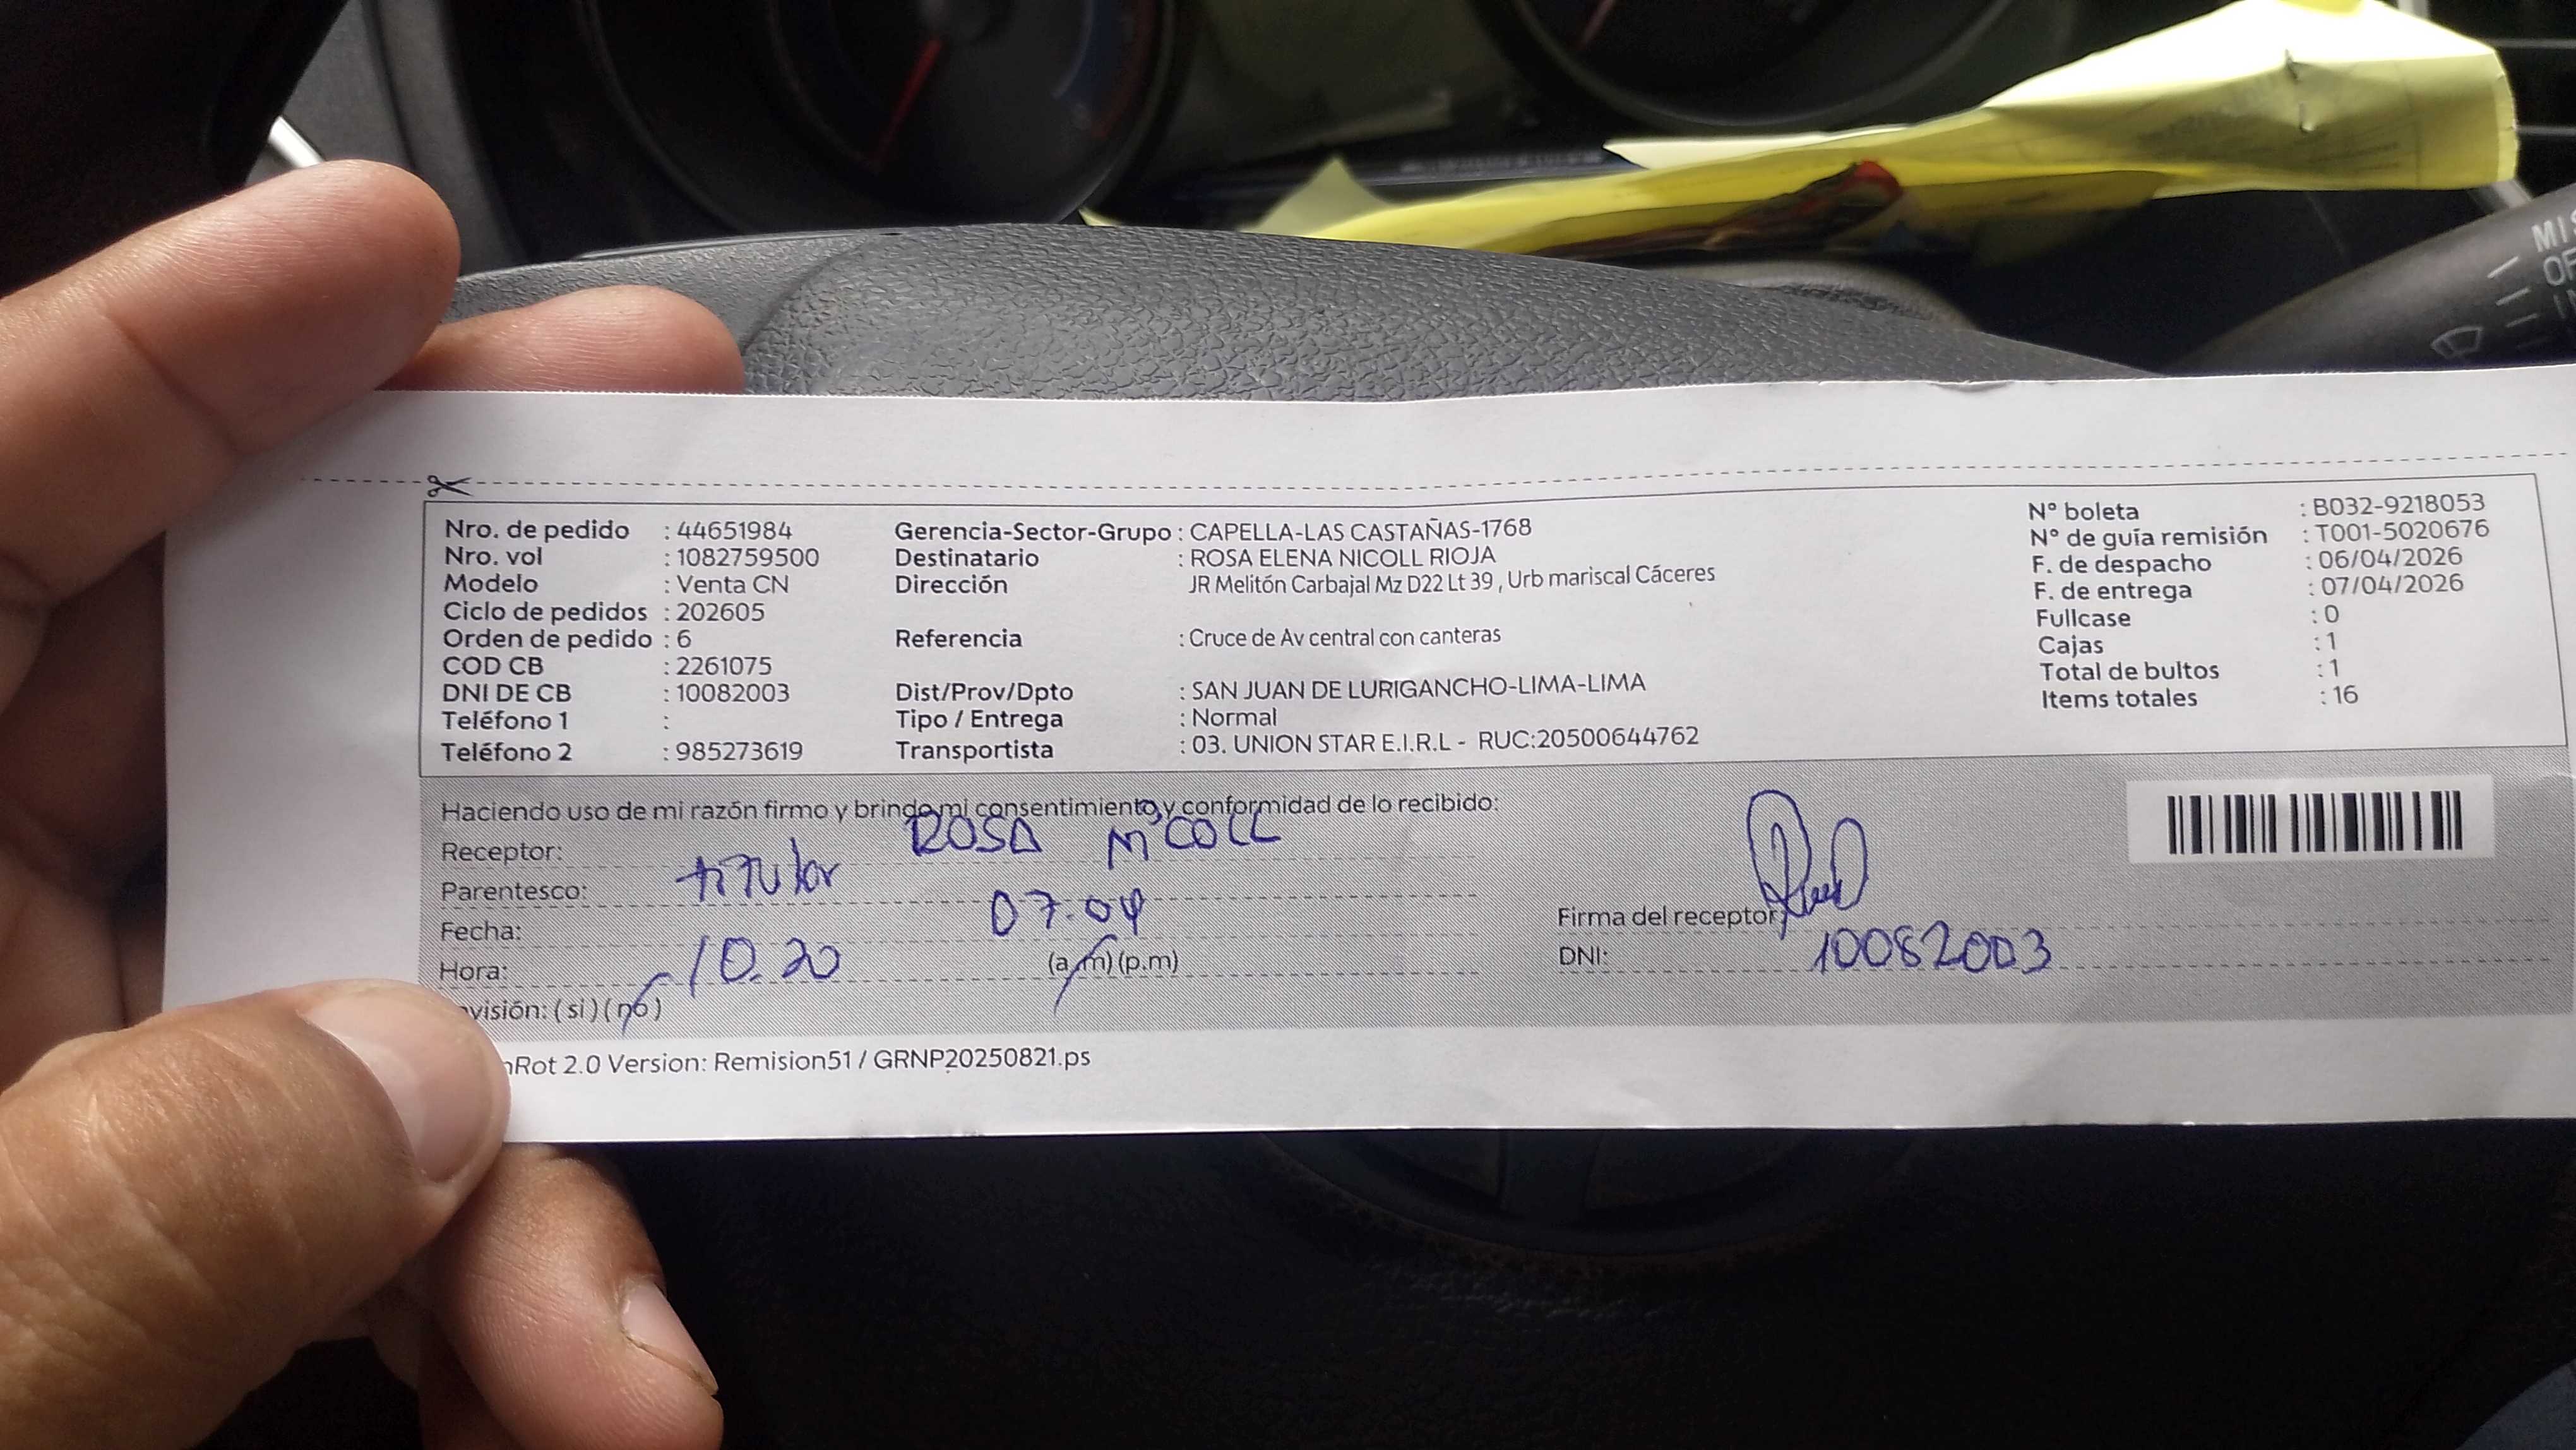 Nro. de pedido : 44651984 Gerencia-Sector-Grupo : CAPELLA-LAS CASTAÑAS-1768 N° boleta : B032-9218053
Nro. vol : 1082759500 Destinatario : ROSA ELENA NICOLL RIOJA N° de guía remisión : T001-5020676
Modelo : Venta CN Dirección JR Melitón Carbajal Mz D22 Lt 39 , Urb mariscal Cáceres F. de despacho : 06/04/2026
Ciclo de pedidos : 202605 F. de entrega : 07/04/2026
Orden de pedido : 6 Referencia : Cruce de Av central con canteras Fullcase : 0
COD CB : 2261075 Cajas : 1
DNI DE CB : 10082003 Dist/Prov/Dpto : SAN JUAN DE LURIGANCHO-LIMA-LIMA Total de bultos : 1
Teléfono 1 : Tipo / Entrega : Normal Items totales : 16
Teléfono 2 : 985273619 Transportista : 03. UNION STAR E.I.R.L - RUC:20500644762
Haciendo uso de mi razón firmo y brindo mi consentimiento y conformidad de lo recibido:
Receptor: ROSA NICOLL
Parentesco: titular
Fecha: 07.04
Firma del receptor
Hora: 10.20 (a.m) (p.m)
DNI: 10082003
visión: ( si ) ( no )
Rot 2.0 Version: Remision51 / GRNP20250821.ps
MI
OF